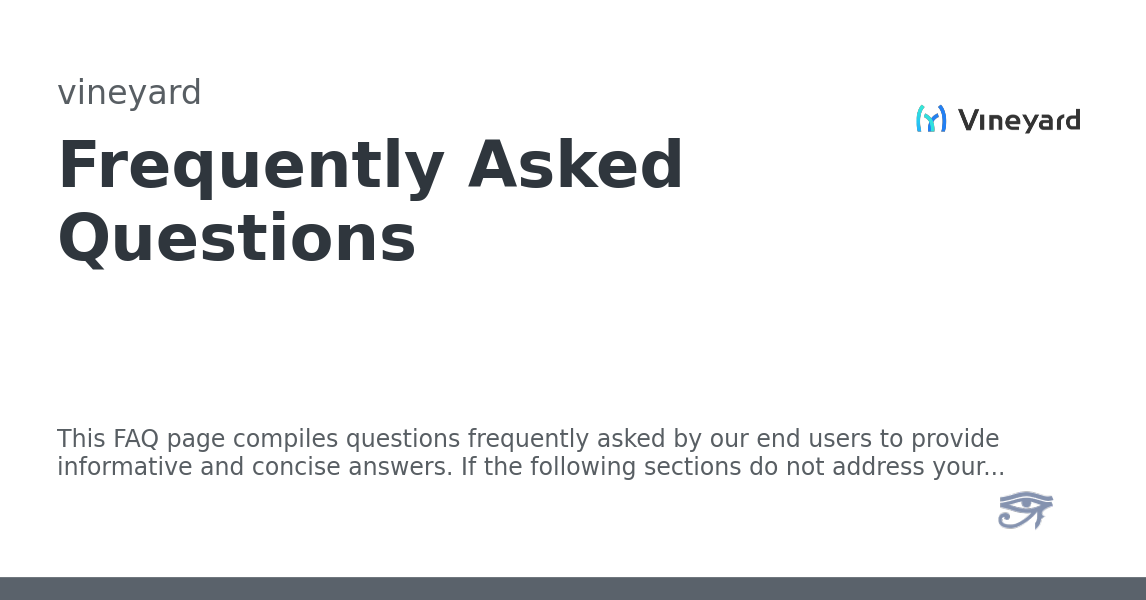 vineyard
Vineyard
Frequently Asked
Questions
This FAQ page compiles questions frequently asked by our end users to provide
informative and concise answers. If the following sections do not address your...